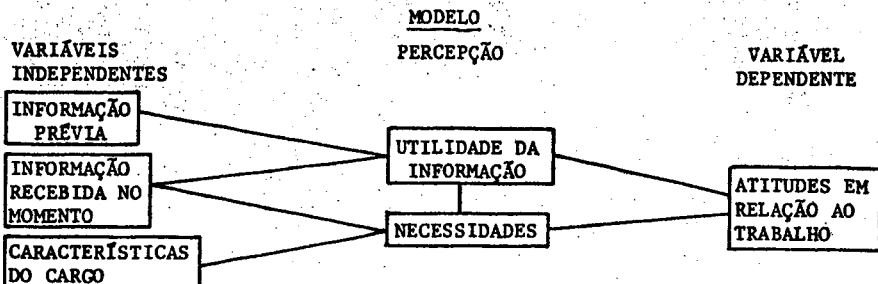 MODELO
VARIÁVEIS
INDEPENDENTES
PERCEPÇÃO
VARIÁVEL
DEPENDENTE
INFORMAÇÃO
PRÉVIA
INFORMAÇÃO
RECEBIDA NO
MOMENTO
CARACTERÍSTICAS
DO CARGO
UTILIDADE DA
INFORMAÇÃO
NECESSIDADES
ATITUDES EM
RELAÇÃO AO
TRABALHO